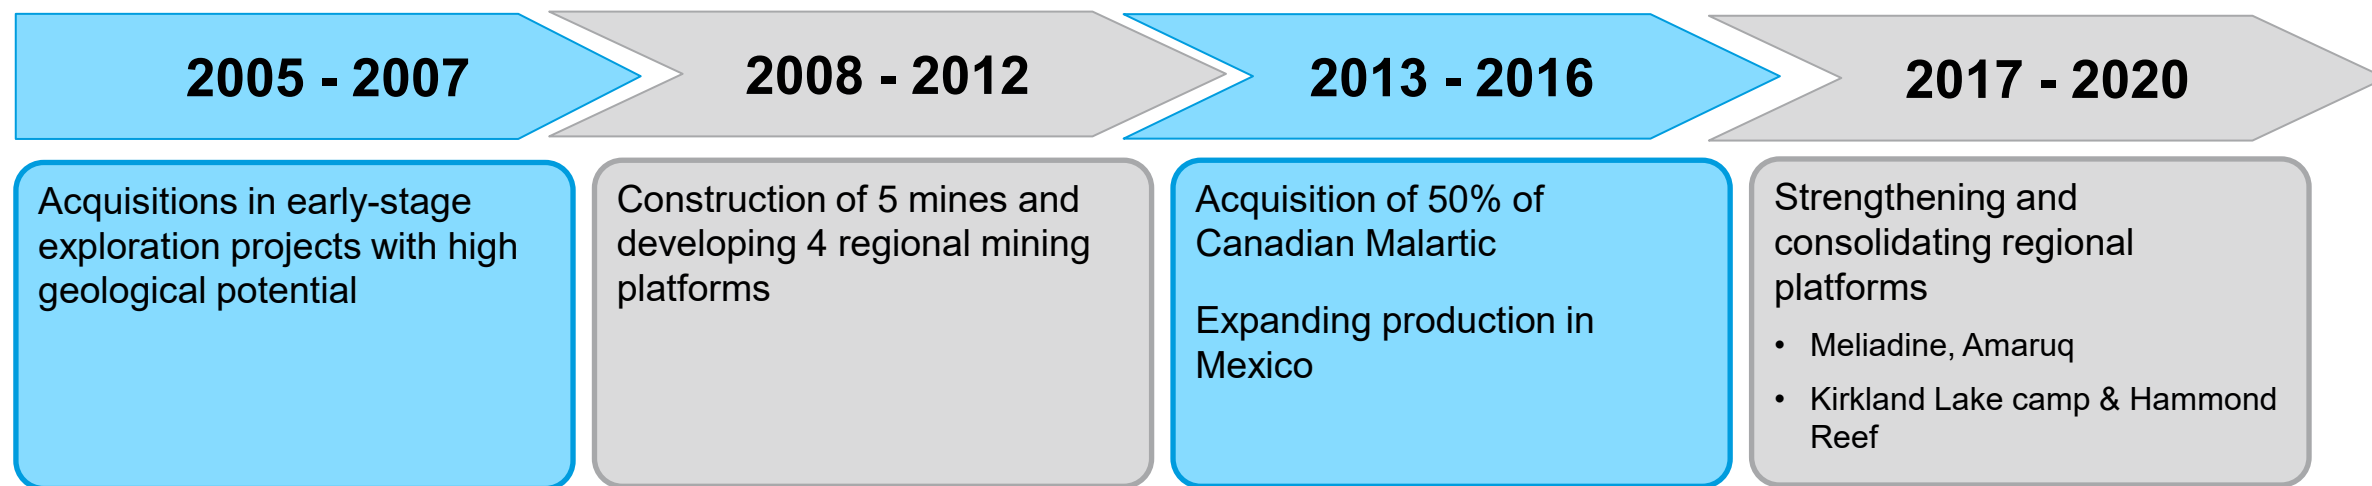 2005 - 2007
2008 - 2012
2013 - 2016
2017 - 2020
Acquisitions in early-stage
exploration projects with high
geological potential
Construction of 5 mines and
developing 4 regional mining
platforms
Acquisition of 50% of
Canadian Malartic
Expanding production in
Mexico
Strengthening and
consolidating regional
platforms
• Meliadine, Amaruq
• Kirkland Lake camp & Hammond
Reef